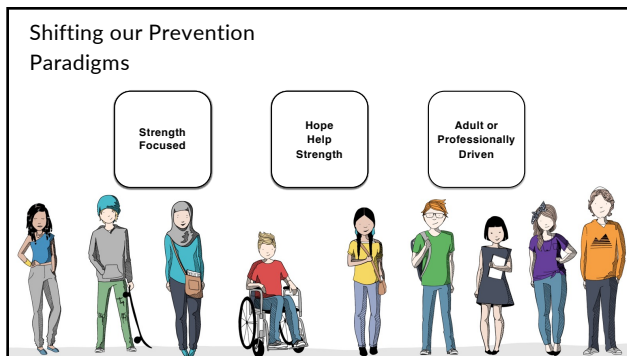 Shifting our Prevention
Paradigms
Strength
Focused
Hope
Help
Strength
Adult or
Professionally
Driven